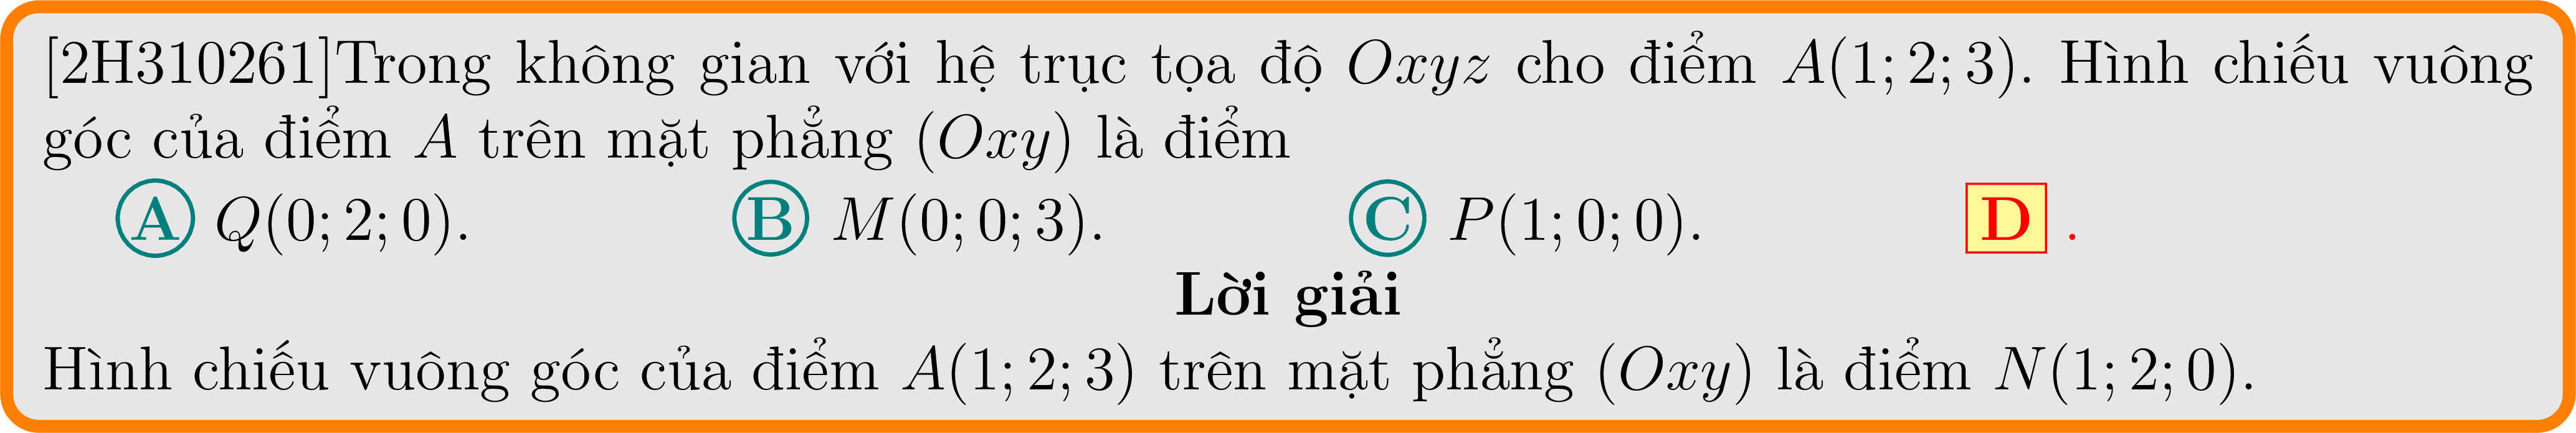 [2H310261]Trong không gian với hệ trục tọa độ Oxyz cho điểm A(1; 2; 3). Hình chiếu vuông
góc của điểm A trên mặt phẳng (Oxy) là điểm
A Q(0; 2; 0). B M(0; 0; 3). C P(1; 0; 0). D .
Lời giải
Hình chiếu vuông góc của điểm A(1; 2; 3) trên mặt phẳng (Oxy) là điểm N(1; 2; 0).